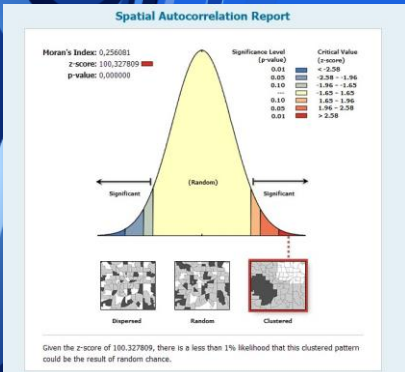 Spatial Autocorrelation Report
Moran's Index: 0,256081
z-score: 100,327809
p-value: 0,000000
Significance Level
(p-value)
Critical Value
(z-score)
0.01 < -2.58
0.05 -2.58 - -1.96
0.10 -1.96 - -1.65
--- -1.65 - 1.65
0.10 1.65 - 1.96
0.05 1.96 - 2.58
0.01 > 2.58
(Random)
Significant
Significant
Dispersed
Random
Clustered
Given the z-score of 100.327809, there is a less than 1% likelihood that this clustered pattern
could be the result of random chance.